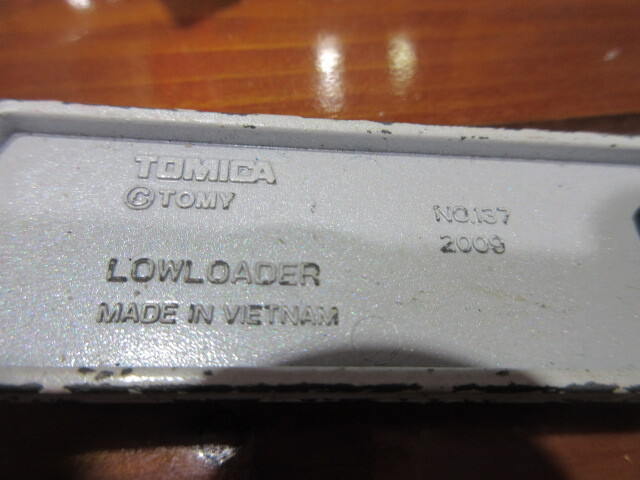 TOMICA
© TOMY
NO.137
2009
LOWLOADER
MADE IN VIETNAM